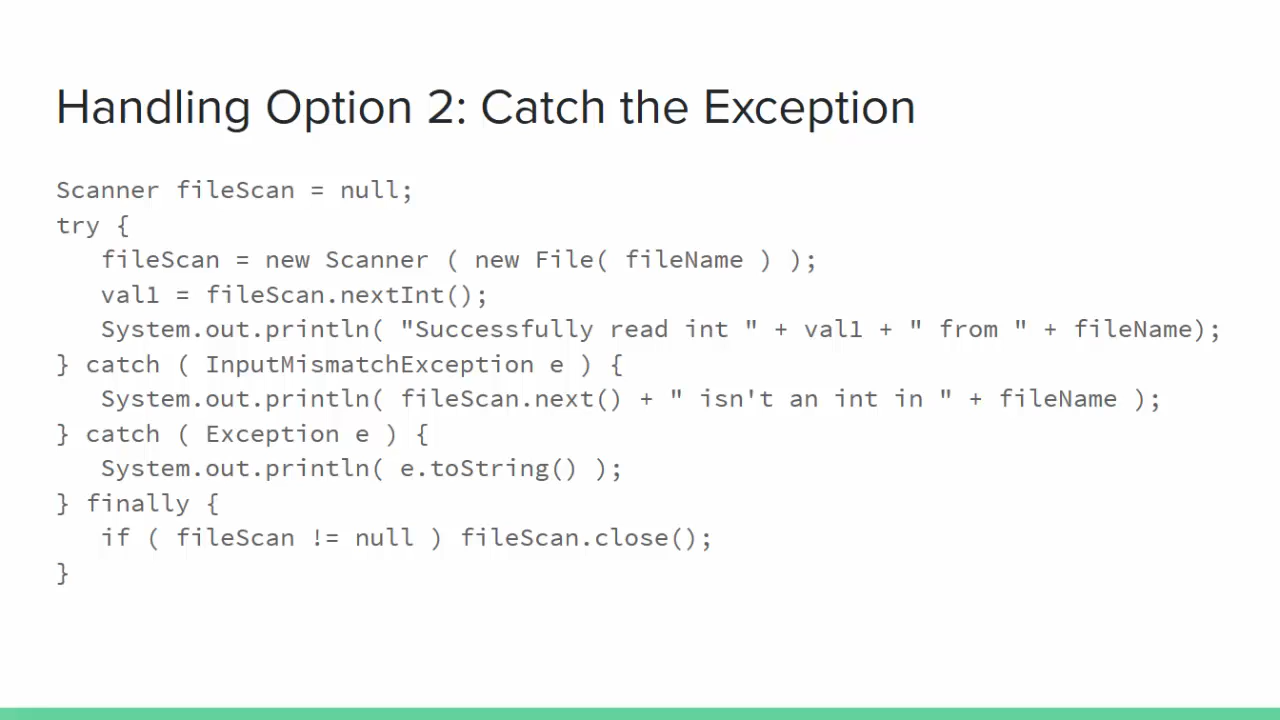 Handling Option 2: Catch the Exception
Scanner fileScan = null;
try {
   fileScan = new Scanner ( new File( fileName ) );
   val1 = fileScan.nextInt();
   System.out.println( "Successfully read int " + val1 + " from " + fileName);
} catch ( InputMismatchException e ) {
   System.out.println( fileScan.next() + " isn't an int in " + fileName );
} catch ( Exception e ) {
   System.out.println( e.toString() );
} finally {
   if ( fileScan != null ) fileScan.close();
}